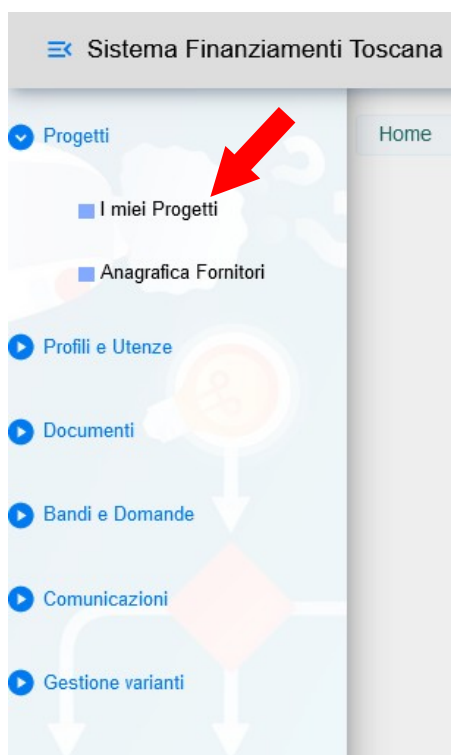 Sistema Finanziamenti Toscana
Progetti
Home
I miei Progetti
Anagrafica Fornitori
Profili e Utenze
Documenti
Bandi e Domande
Comunicazioni
Gestione varianti